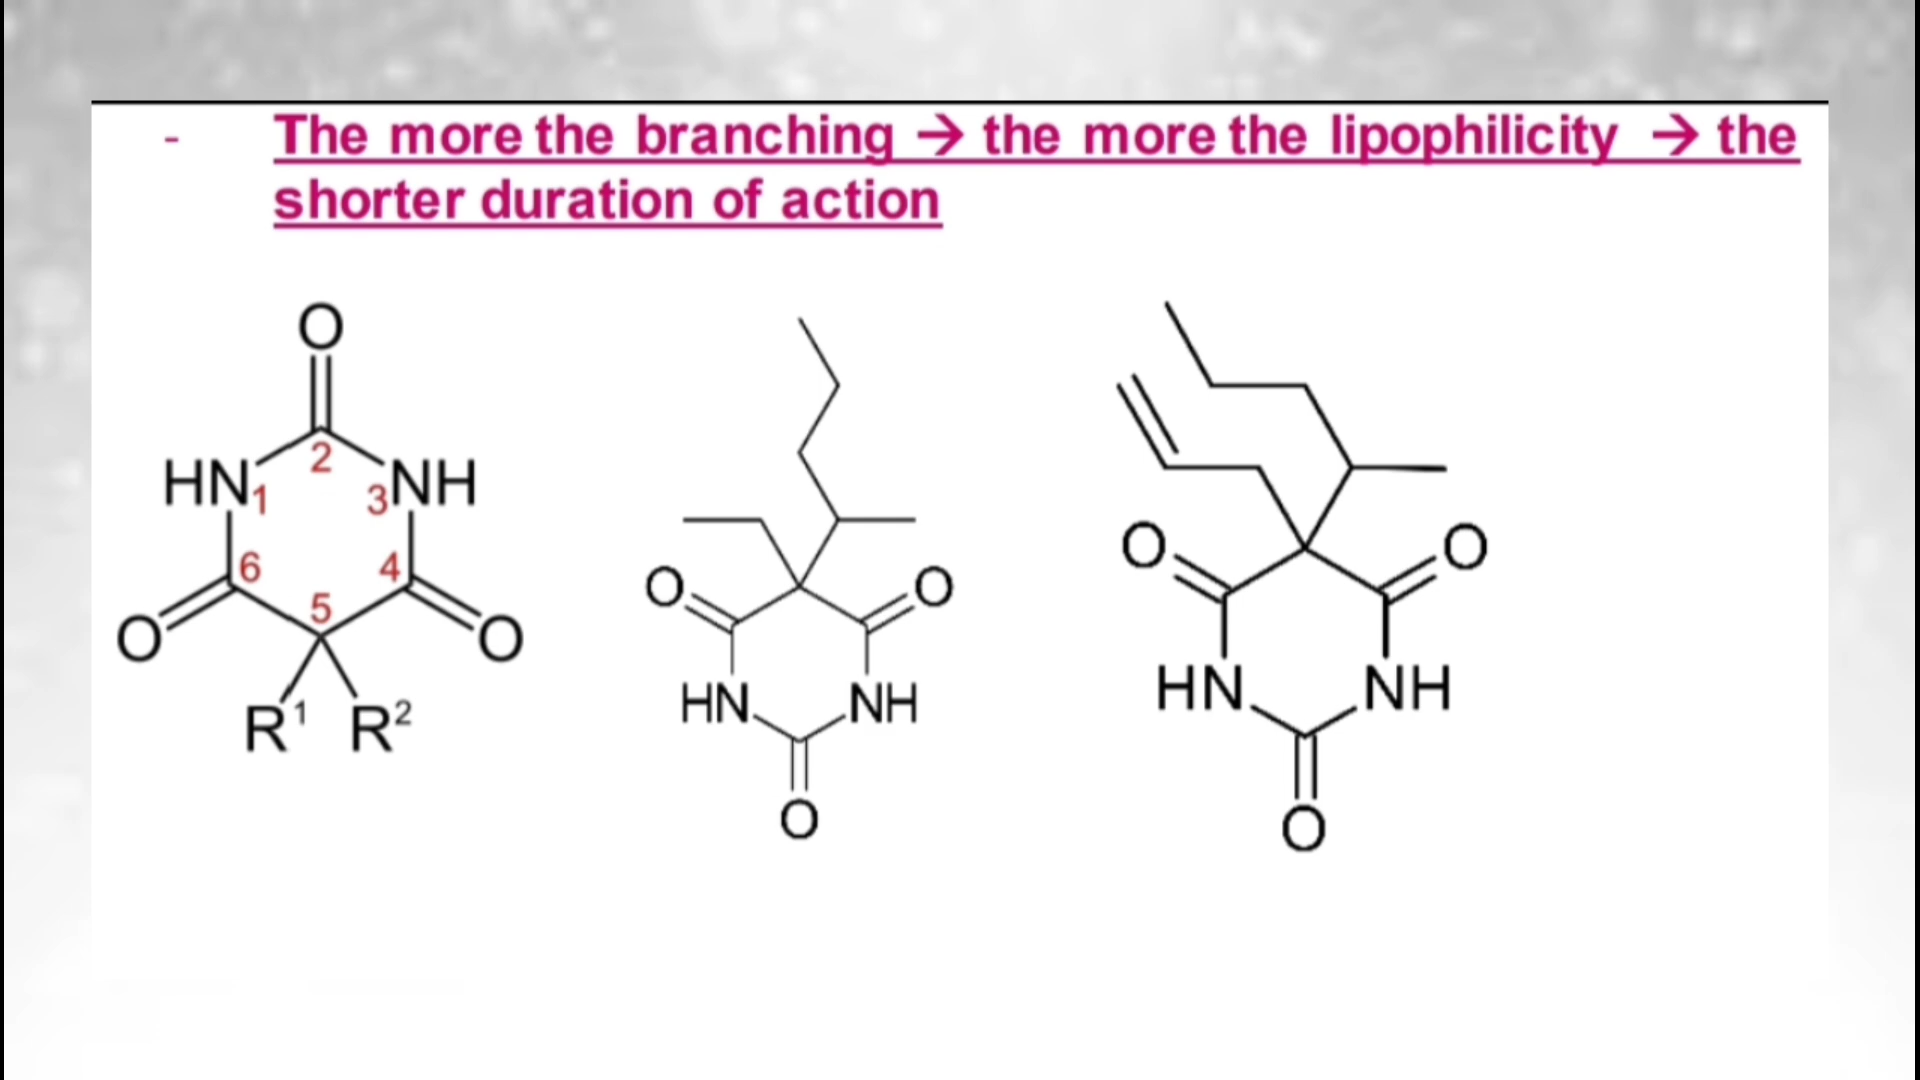 - The more the branching → the more the lipophilicity → the
shorter duration of action
O
2
HN 1 3 NH
6 4
5
O O
R¹ R²
O O
HN NH
O
O O
HN NH
O